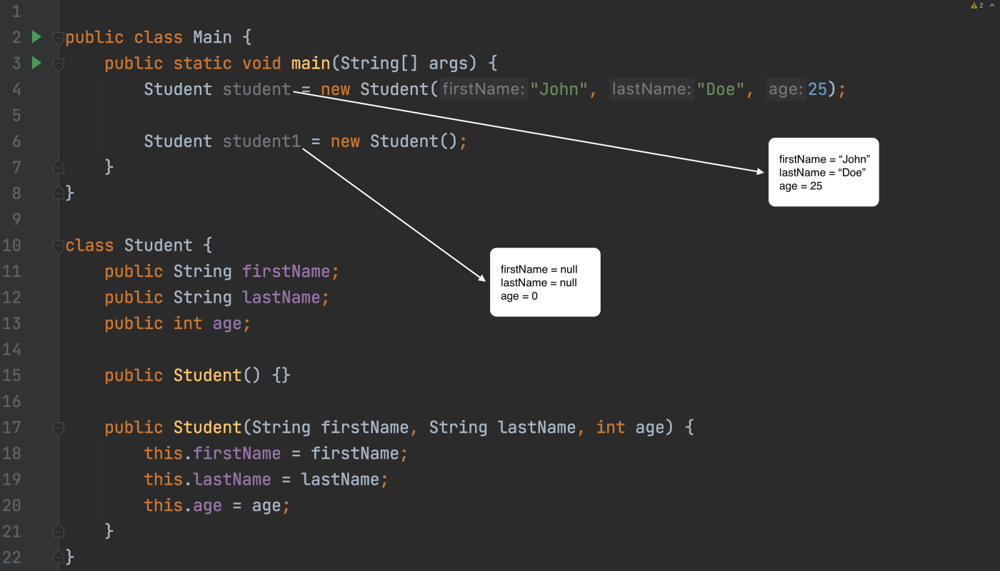 2
1
2 public class Main {
3 public static void main(String[] args) {
4 Student student = new Student( firstName: "John", lastName: "Doe", age: 25);
5
6 Student student1 = new Student();
firstName = “John”
lastName = “Doe”
age = 25
7 }
8 }
9
10 class Student {
11 public String firstName;
12 public String lastName;
13 public int age;
firstName = null
lastName = null
age = 0
14
15 public Student() {}
16
17 public Student(String firstName, String lastName, int age) {
18 this.firstName = firstName;
19 this.lastName = lastName;
20 this.age = age;
21 }
22 }